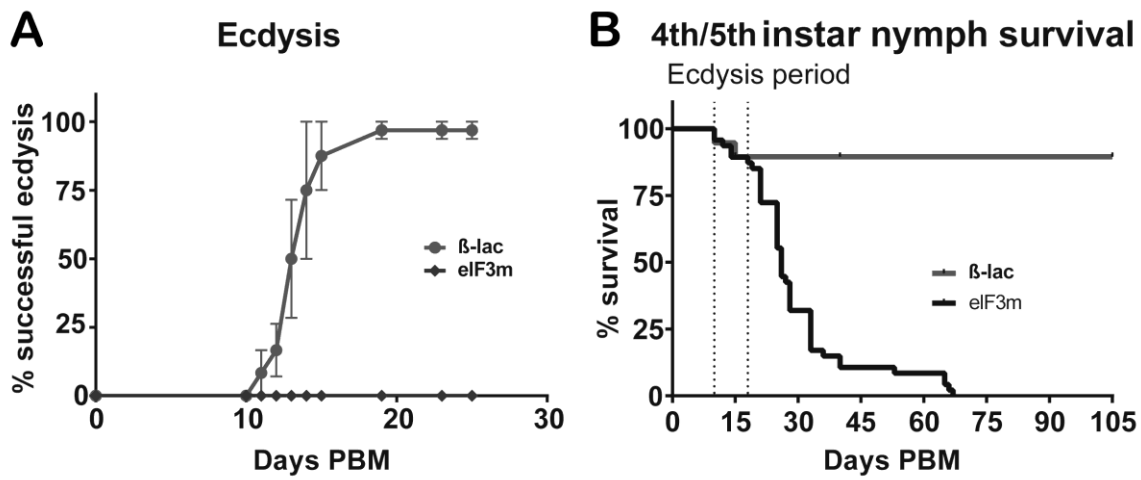 A
Ecdysis
% successful ecdysis
100
75
50
25
0
0
10
20
30
Days PBM
ß-lac
eIF3m
B
4th/5th instar nymph survival
Ecdysis period
% survival
100
75
50
25
0
0
15
30
45
60
75
90
105
Days PBM
ß-lac
eIF3m